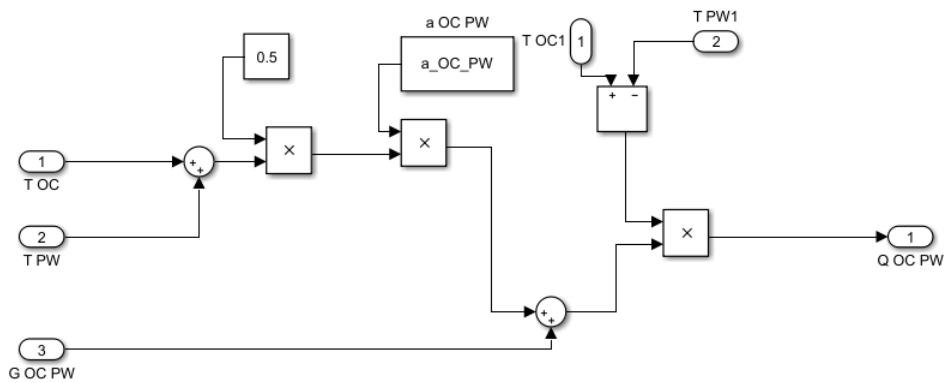 a OC PW
T PW1
0.5
a_OC_PW
T OC1
1
2
+
−
×
×
1
T OC
+
+
2
T PW
×
1
Q OC PW
+
+
3
G OC PW